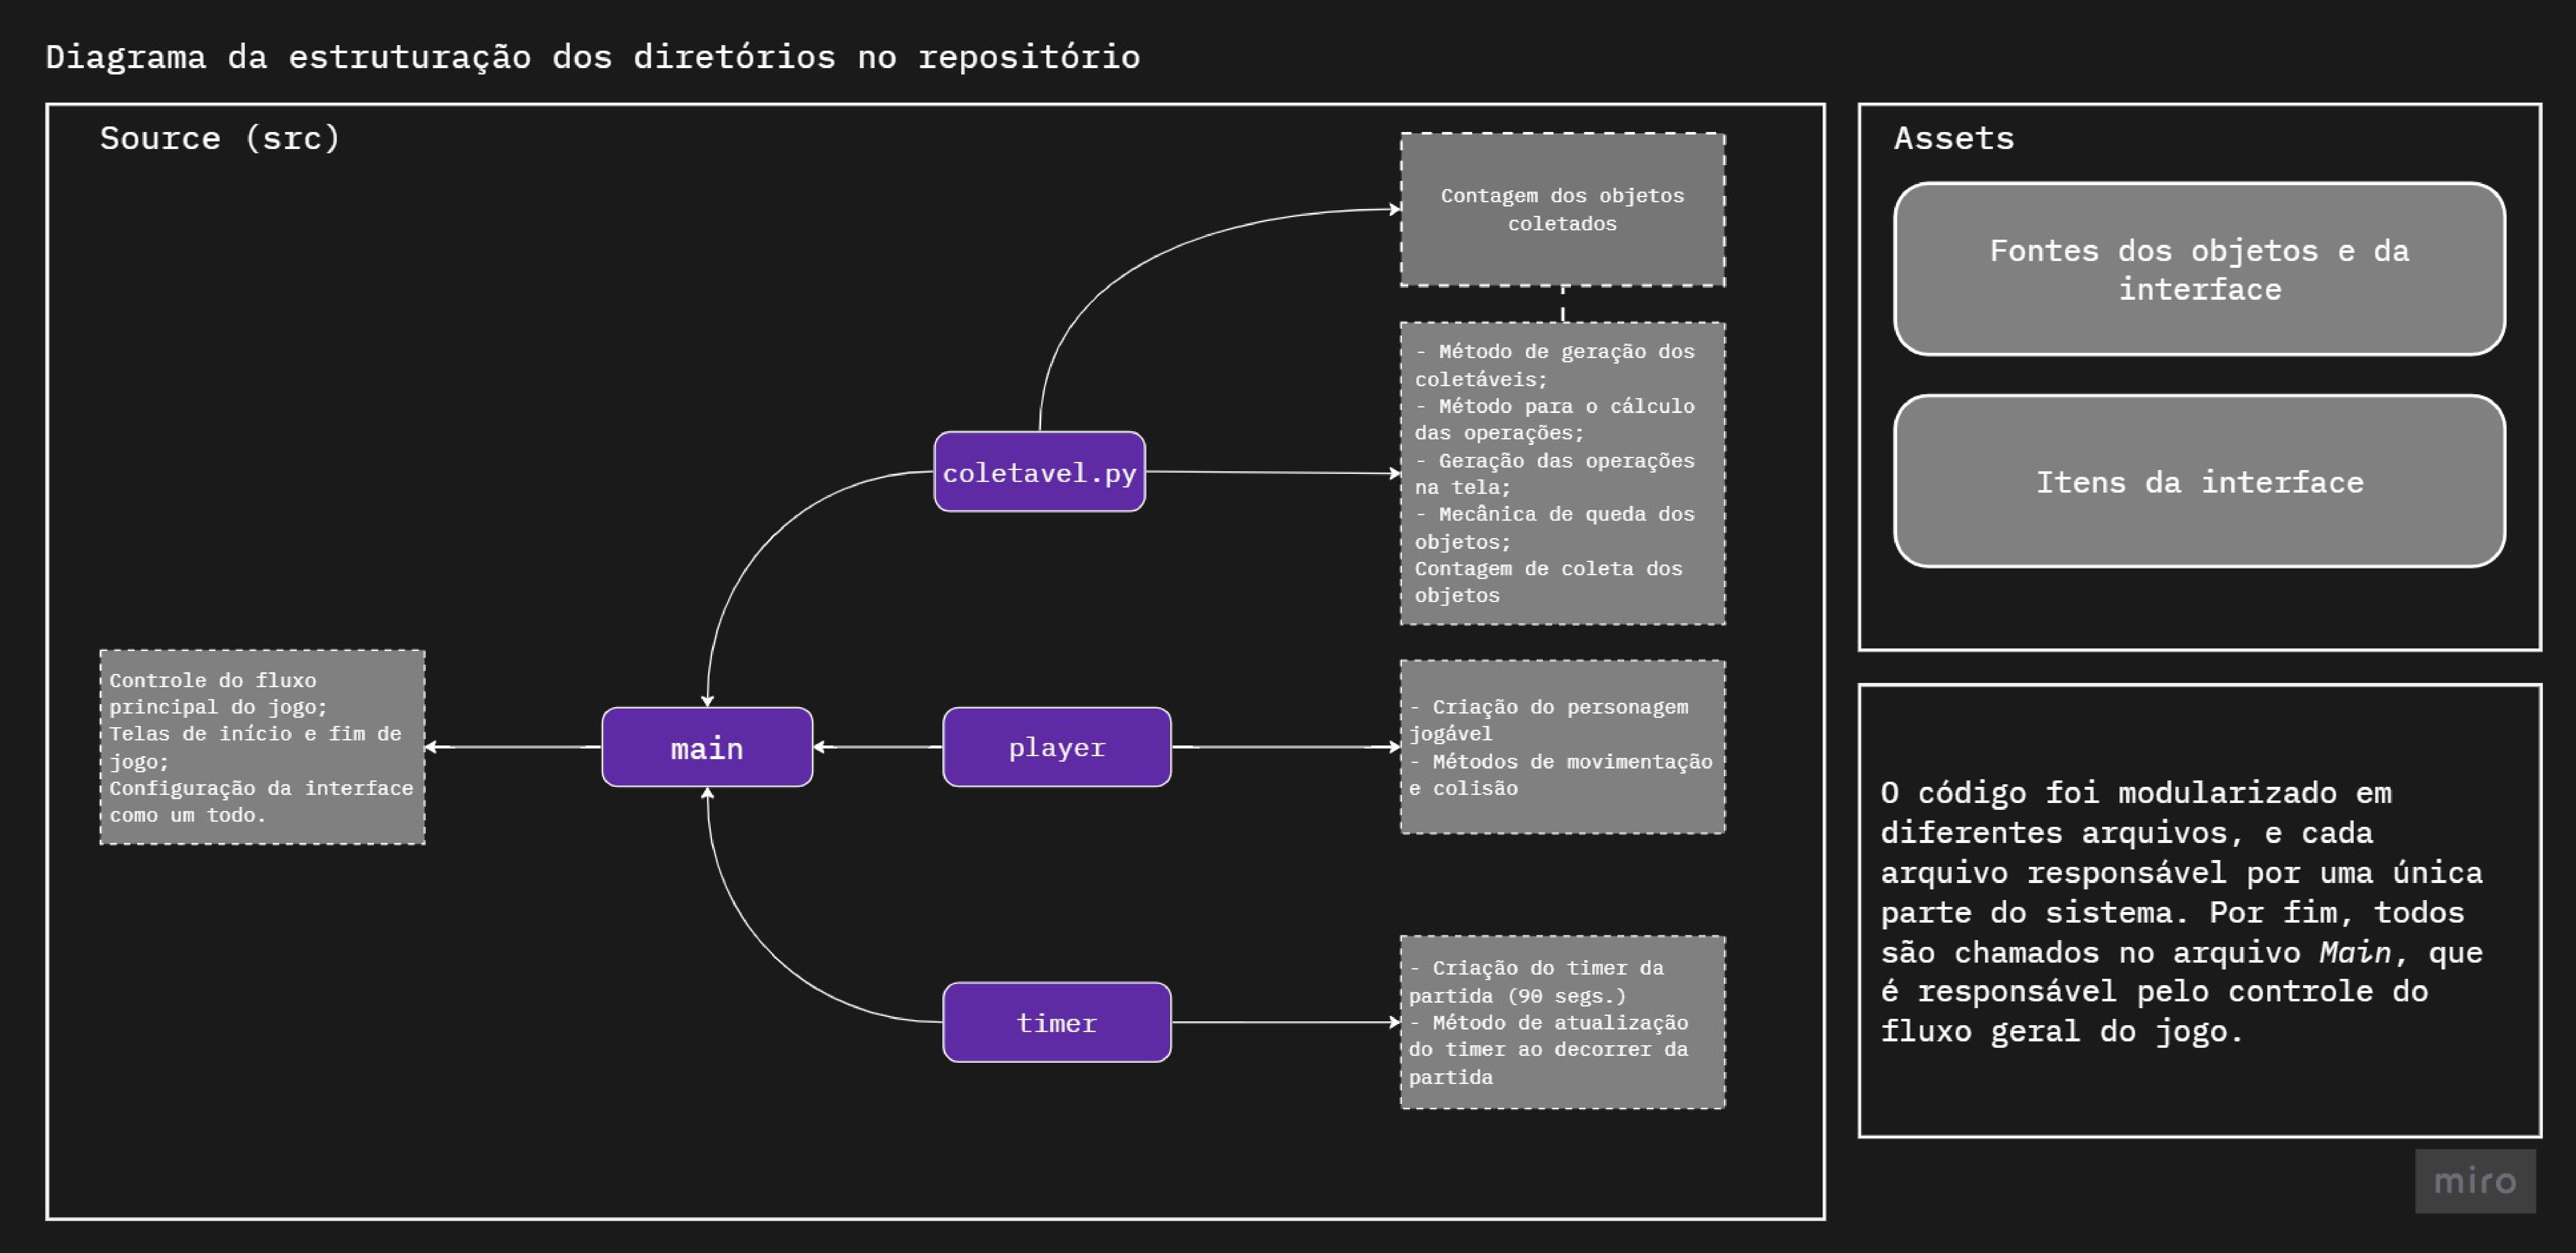 Diagrama da estruturação dos diretórios no repositório
Source (src)
Contagem dos objetos
coletados
- Método de geração dos
coletáveis;
- Método para o cálculo
das operações;
- Geração das operações
na tela;
- Mecânica de queda dos
objetos;
Contagem de coleta dos
objetos
coletavel.py
Controle do fluxo
principal do jogo;
Telas de início e fim de
jogo;
Configuração da interface
como um todo.
main
player
- Criação do personagem
jogável
- Métodos de movimentação
e colisão
timer
- Criação do timer da
partida (90 segs.)
- Método de atualização
do timer ao decorrer da
partida
Assets
Fontes dos objetos e da
interface
Itens da interface
O código foi modularizado em
diferentes arquivos, e cada
arquivo responsável por uma única
parte do sistema. Por fim, todos
são chamados no arquivo Main, que
é responsável pelo controle do
fluxo geral do jogo.
miro